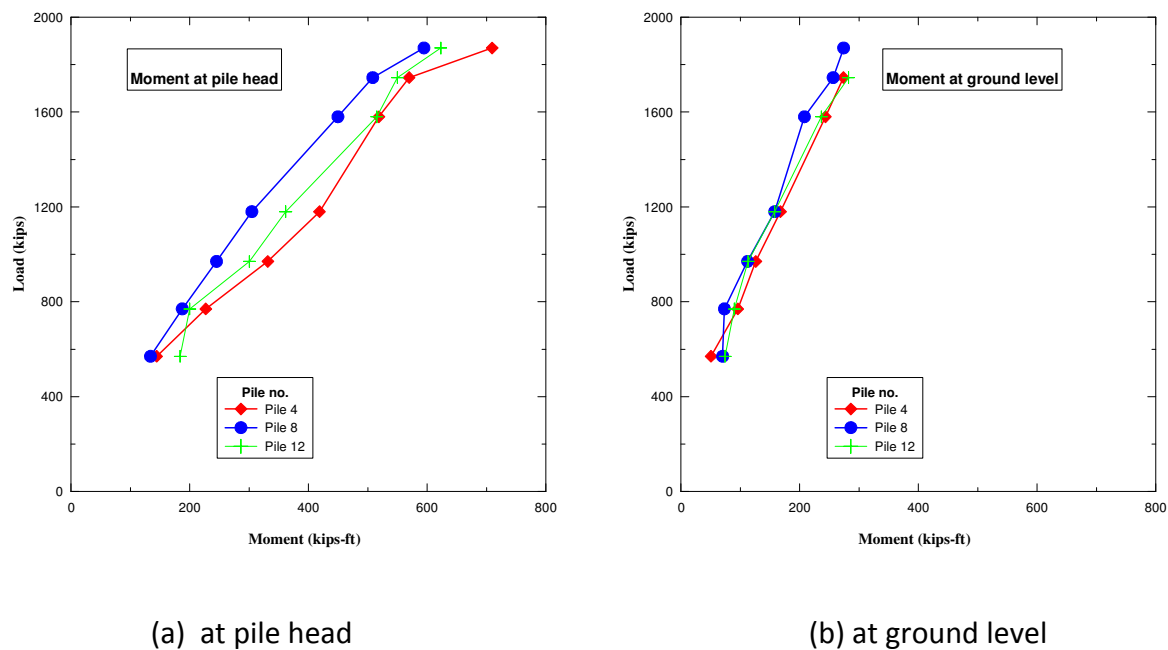 2000
1600
1200
800
400
0
Load (kips)
Moment at pile head
Pile no.
Pile 4
Pile 8
Pile 12
0 200 400 600 800
Moment (kips-ft)
(a) at pile head
2000
1600
1200
800
400
0
Load (kips)
Moment at ground level
Pile no.
Pile 4
Pile 8
Pile 12
0 200 400 600 800
Moment (kips-ft)
(b) at ground level